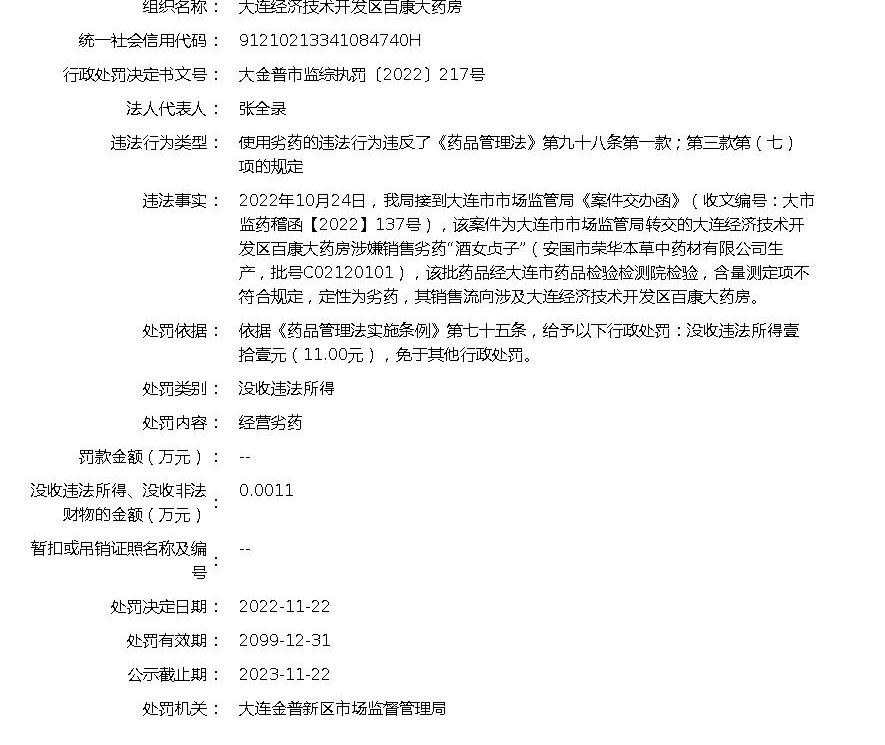 组织名称： 大连经济技术开发区百康大药房
统一社会信用代码： 91210213341084740H
行政处罚决定书文号： 大金普市监综执罚〔2022〕217号
法人代表人： 张全录
违法行为类型： 使用劣药的违法行为违反了《药品管理法》第九十八条第一款；第三款第（七）
项的规定
违法事实： 2022年10月24日，我局接到大连市市场监管局《案件交办函》（收文编号：大市
监药稽函【2022】137号），该案件为大连市市场监管局转交的大连经济技术开
发区百康大药房涉嫌销售劣药“酒女贞子”（安国市荣华本草中药材有限公司生
产，批号C02120101），该批药品经大连市药品检验检测院检验，含量测定项不
符合规定，定性为劣药，其销售流向涉及大连经济技术开发区百康大药房。
处罚依据： 依据《药品管理法实施条例》第七十五条，给予以下行政处罚：没收违法所得壹
拾壹元（11.00元），免于其他行政处罚。
处罚类别： 没收违法所得
处罚内容： 经营劣药
罚款金额（万元）： --
没收违法所得、没收非法
财物的金额（万元）： 0.0011
暂扣或吊销证照名称及编
号： --
处罚决定日期： 2022-11-22
处罚有效期： 2099-12-31
公示截止期： 2023-11-22
处罚机关： 大连金普新区市场监督管理局